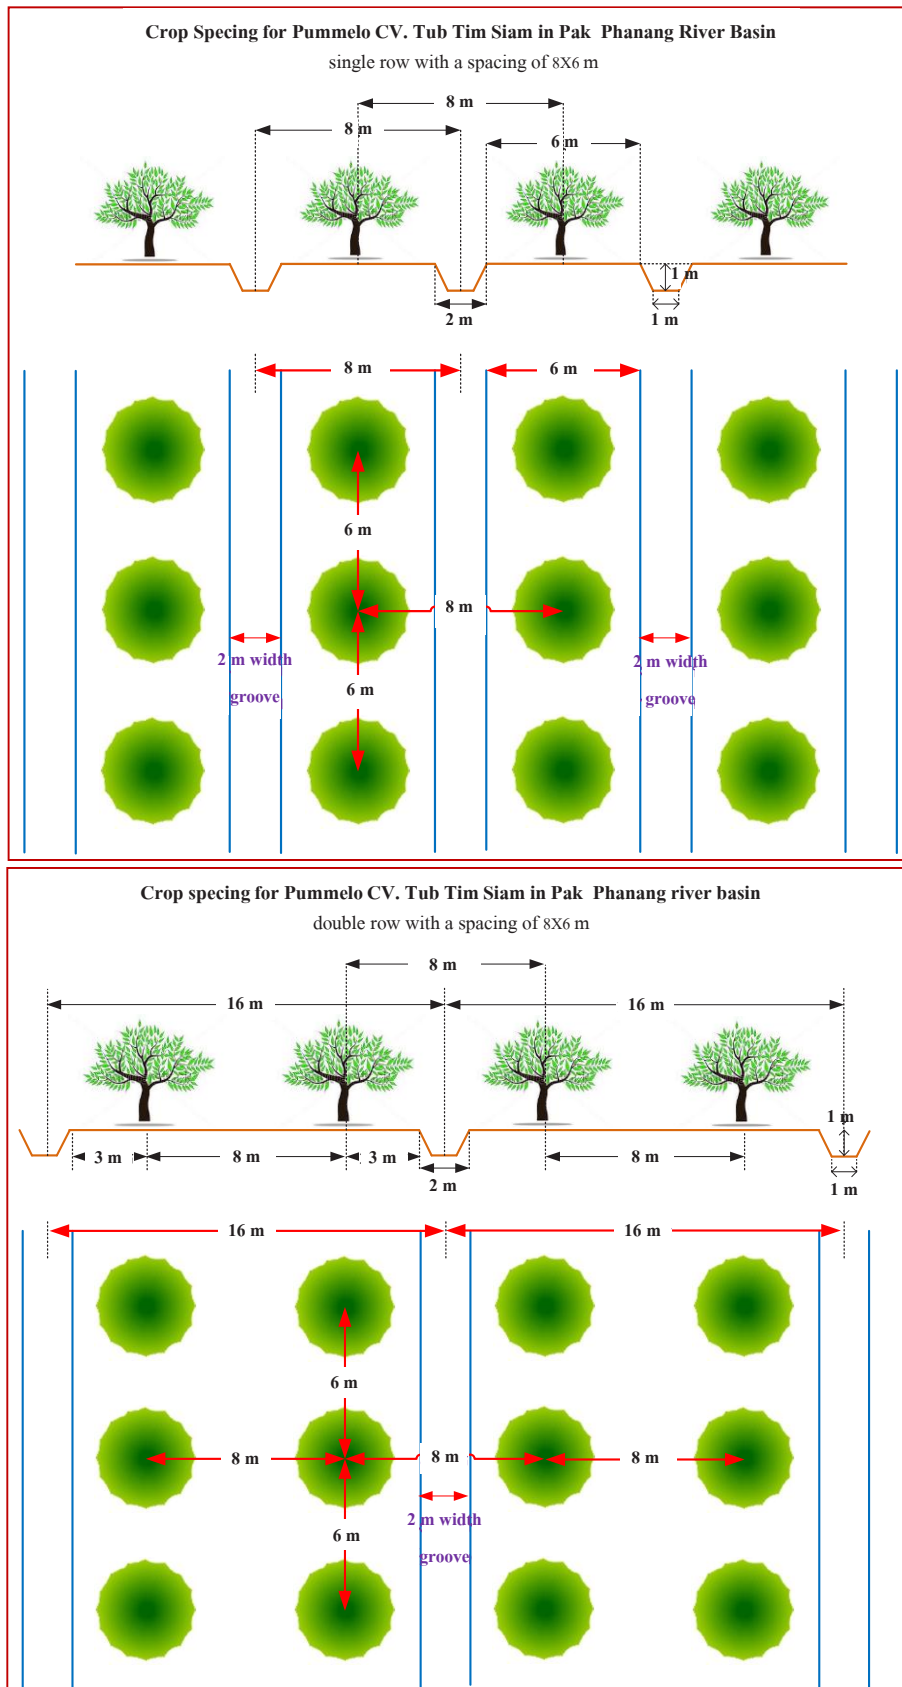 Crop Specing for Pummelo CV. Tub Tim Siam in Pak Phanang River Basin
single row with a spacing of 8X6 m
8 m
8 m
6 m
1 m
2 m
1 m
8 m
6 m
6 m
8 m
2 m width
groove
6 m
2 m width
groove
Crop specing for Pummelo CV. Tub Tim Siam in Pak Phanang river basin
double row with a spacing of 8X6 m
8 m
16 m
16 m
1 m
3 m
8 m
3 m
8 m
2 m
1 m
16 m
16 m
6 m
8 m
8 m
8 m
2 m width
6 m
groove